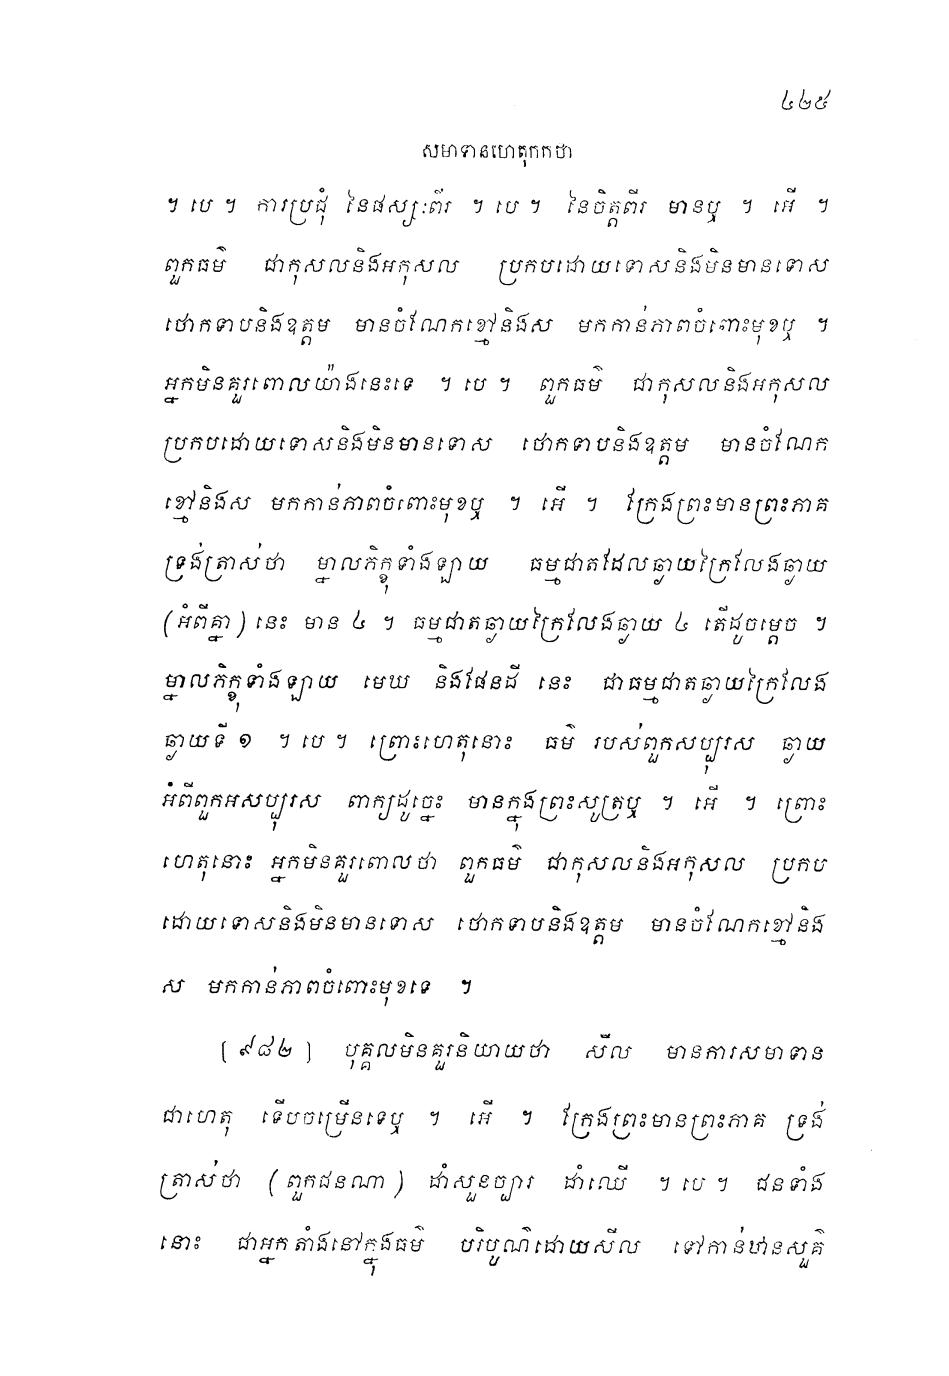 ៤២៥
សមាទានហេតុកកថា
។ បេ ។ ការប្រជុំ នៃផស្សៈពីរ ។ បេ ។ នៃចិត្តពីរ មានឬ ។ អើ ។
ពួកធម៌ ជាកុសលនិងអកុសល ប្រកបដោយទោសនិងមិនមានទោស
ថោកទាបនិងឧត្តម មានចំណែកខ្មៅនិងស មកកាន់ភាពចំពោះមុខឬ ។
អ្នកមិនគួរពោលយ៉ាងនេះទេ ។ បេ ។ ពួកធម៌ ជាកុសលនិងអកុសល
ប្រកបដោយទោសនិងមិនមានទោស ថោកទាបនិងឧត្តម មានចំណែក
ខ្មៅនិងស មកកាន់ភាពចំពោះមុខឬ ។ អើ ។ ក្រែងព្រះមានព្រះភាគ
ទ្រង់ត្រាស់ថា ម្នាលភិក្ខុទាំងឡាយ ធម្មជាតដែលឆ្ងាយក្រៃលែងឆ្ងាយ
(អំពីគ្នា) នេះ មាន ៤ ។ ធម្មជាតឆ្ងាយក្រៃលែងឆ្ងាយ ៤ តើដូចម្តេច ។
ម្នាលភិក្ខុទាំងឡាយ មេឃ និងផែនដី នេះ ជាធម្មជាតឆ្ងាយក្រៃលែង
ឆ្ងាយទី ១ ។ បេ ។ ព្រោះហេតុនោះ ធម៌ របស់ពួកសប្បុរស ឆ្ងាយ
អំពីពួកអសប្បុរស ពាក្យដូច្នេះ មានក្នុងព្រះសូត្រឬ ។ អើ ។ ព្រោះ
ហេតុនោះ អ្នកមិនគួរពោលថា ពួកធម៌ ជាកុសលនិងអកុសល ប្រកប
ដោយទោសនិងមិនមានទោស ថោកទាបនិងឧត្តម មានចំណែកខ្មៅនិង
ស មកកាន់ភាពចំពោះមុខទេ ។
[ ៩៨២ ] បុគ្គលមិនគួរនិយាយថា សីល មានការសមាទាន
ជាហេតុ ទើបចម្រើនទេឬ ។ អើ ។ ក្រែងព្រះមានព្រះភាគ ទ្រង់
ត្រាស់ថា (ពួកជនណា) ដាំសួនច្បារ ដាំឈើ ។ បេ ។ ជនទាំង
នោះ ជាអ្នកតាំងនៅក្នុងធម៌ បរិបូណ៌ដោយសីល ទៅកាន់ឋានសួគ៌